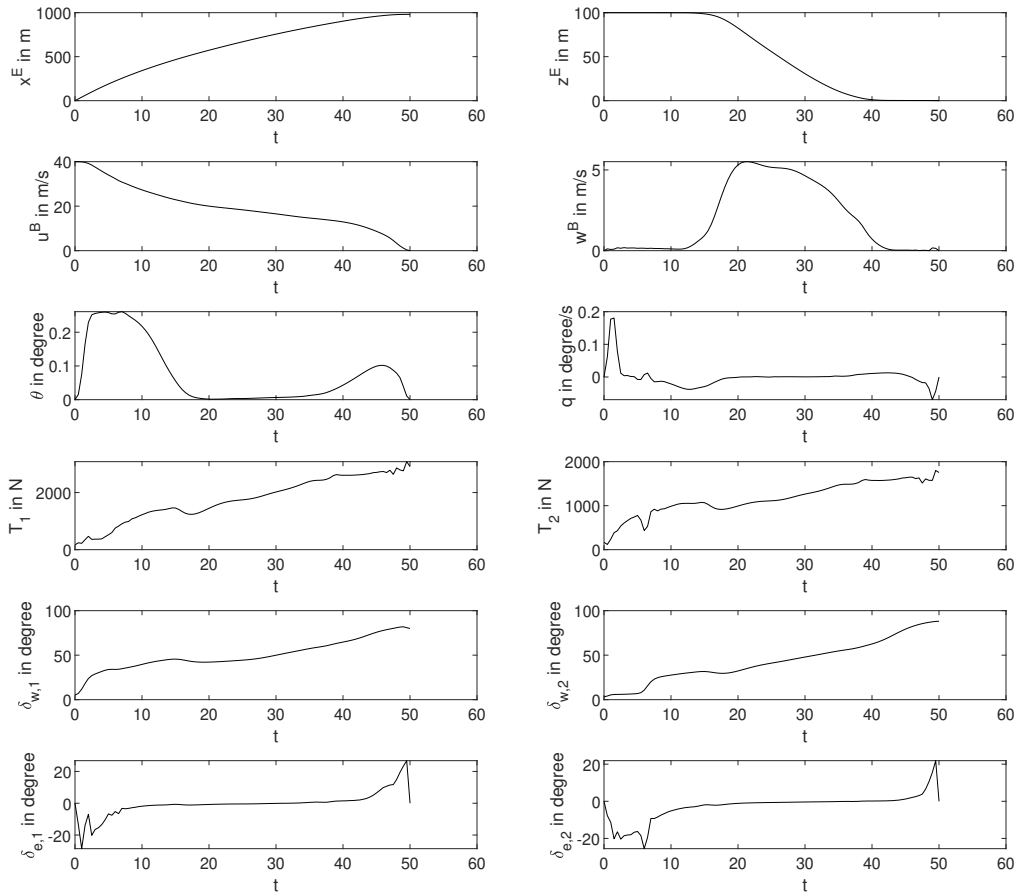 1000
500
0
x^E in m
0 10 20 30 40 50 60
t
100
50
0
z^E in m
0 10 20 30 40 50 60
t
40
20
0
u^B in m/s
0 10 20 30 40 50 60
t
5
0
w^B in m/s
0 10 20 30 40 50 60
t
0.2
0.1
0
θ in degree
0 10 20 30 40 50 60
t
0.2
0.1
0
q in degree/s
0 10 20 30 40 50 60
t
2000
0
T_1 in N
0 10 20 30 40 50 60
t
2000
1000
0
T_2 in N
0 10 20 30 40 50 60
t
100
50
0
δ_{w,1} in degree
0 10 20 30 40 50 60
t
100
50
0
δ_{w,2} in degree
0 10 20 30 40 50 60
t
20
0
-20
δ_{e,1} in degree
0 10 20 30 40 50 60
t
20
0
-20
δ_{e,2} in degree
0 10 20 30 40 50 60
t